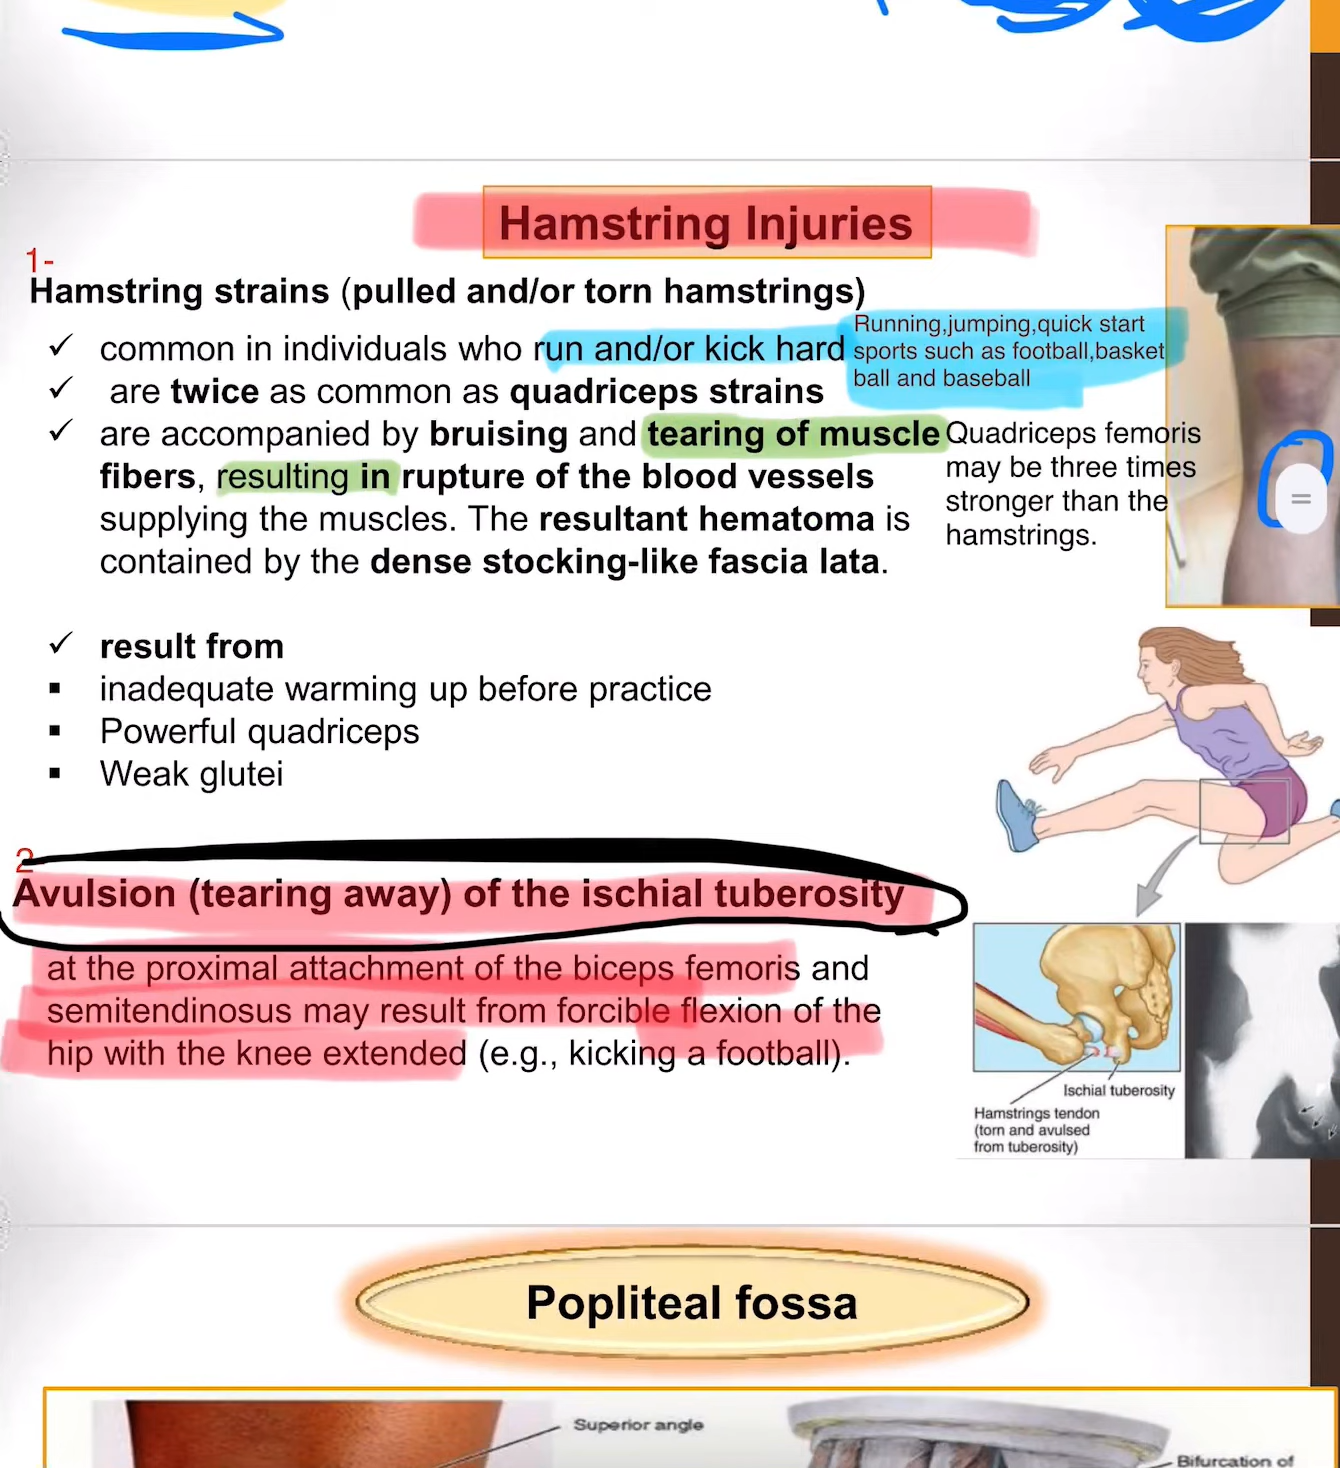 Hamstring Injuries
1-
Hamstring strains (pulled and/or torn hamstrings)
✓ common in individuals who run and/or kick hard
Running,jumping,quick start
sports such as football,basket
ball and baseball
✓ are twice as common as quadriceps strains
✓ are accompanied by bruising and tearing of muscle
fibers, resulting in rupture of the blood vessels
supplying the muscles. The resultant hematoma is
contained by the dense stocking-like fascia lata.
Quadriceps femoris
may be three times
stronger than the
hamstrings.
✓ result from
▪ inadequate warming up before practice
▪ Powerful quadriceps
▪ Weak glutei
2
Avulsion (tearing away) of the ischial tuberosity
at the proximal attachment of the biceps femoris and
semitendinosus may result from forcible flexion of the
hip with the knee extended (e.g., kicking a football).
Ischial tuberosity
Hamstrings tendon
(torn and avulsed
from tuberosity)
Popliteal fossa
Superior angle
Bifurcation of